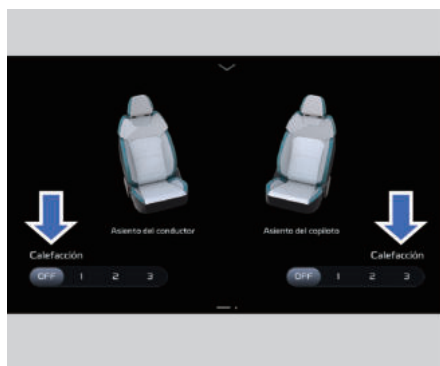 Asiento del conductor
Asiento del copiloto
Calefacción
OFF 1 2 3
Calefacción
OFF 1 2 3